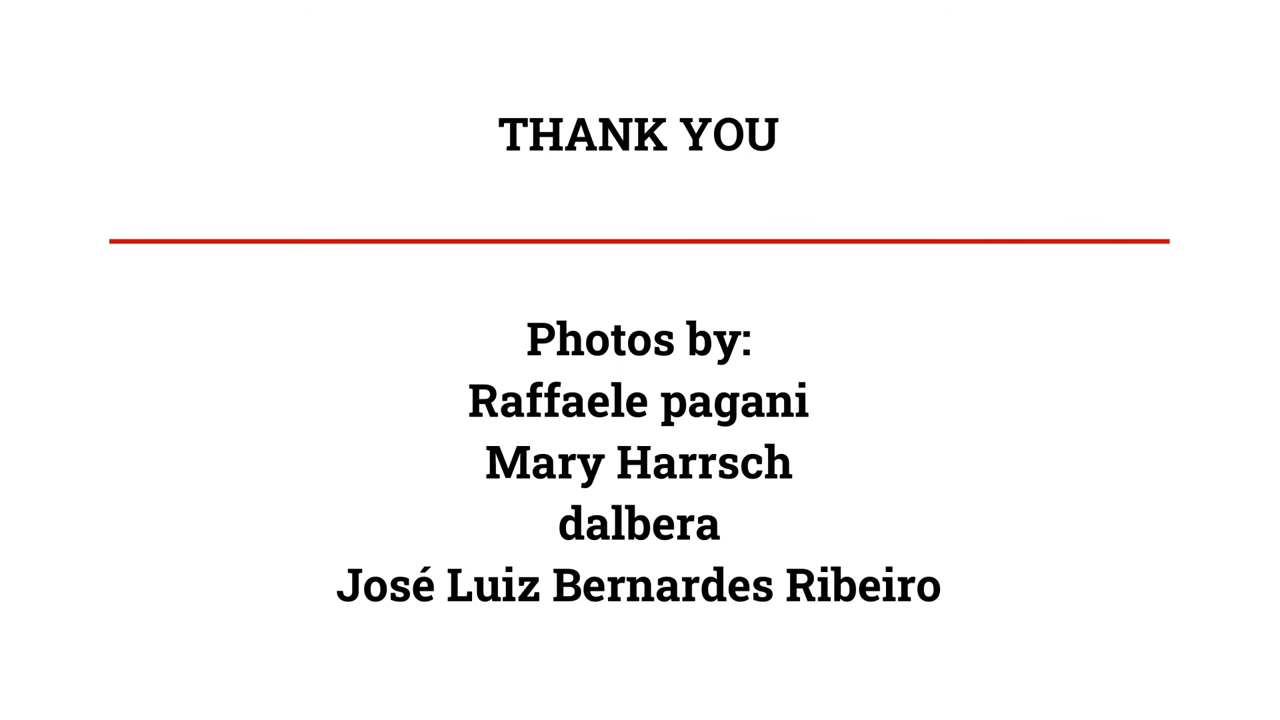 THANK YOU
Photos by:
Raffaele pagani
Mary Harrsch
dalbera
José Luiz Bernardes Ribeiro